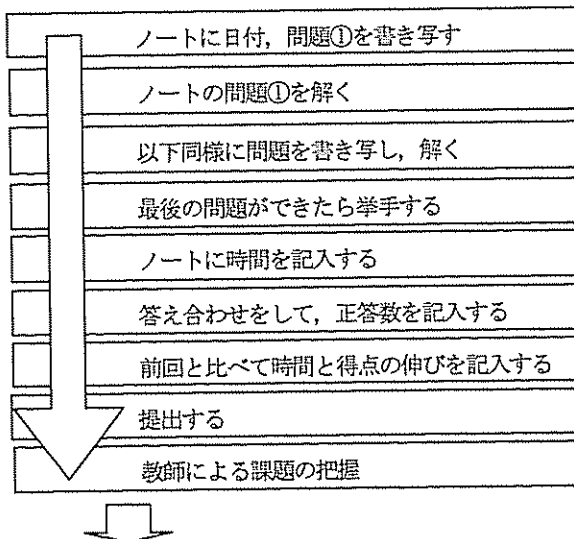 ノートに日付，問題①を書き写す
ノートの問題①を解く
以下同様に問題を書き写し，解く
最後の問題ができたら挙手する
ノートに時間を記入する
答え合わせをして，正答数を記入する
前回と比べて時間と得点の伸びを記入する
提出する
教師による課題の把握